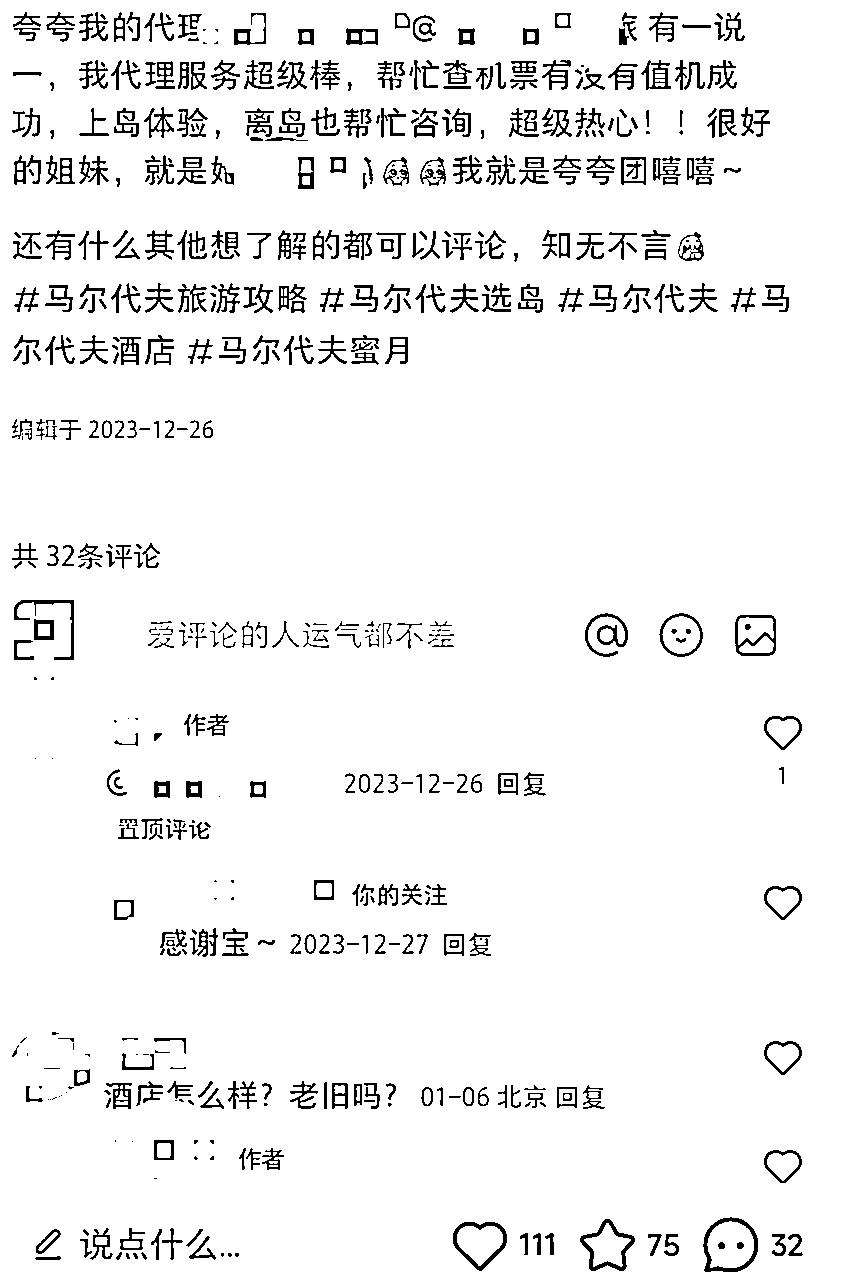 夸夸我的代理 @ 旅 有一说
一，我代理服务超级棒，帮忙查机票有没有值机成
功，上岛体验，离岛也帮忙咨询，超级热心！！很好
的姐妹，就是 我就是夸夸团嘻嘻～
还有什么其他想了解的都可以评论，知无不言
#马尔代夫旅游攻略 #马尔代夫选岛 #马尔代夫 #马
尔代夫酒店 #马尔代夫蜜月
编辑于 2023-12-26
共 32条评论
爱评论的人运气都不差
作者
2023-12-26 回复
1
置顶评论
你的关注
感谢宝～ 2023-12-27 回复
酒店怎么样？老旧吗？ 01-06 北京 回复
作者
说点什么... 111 75 32